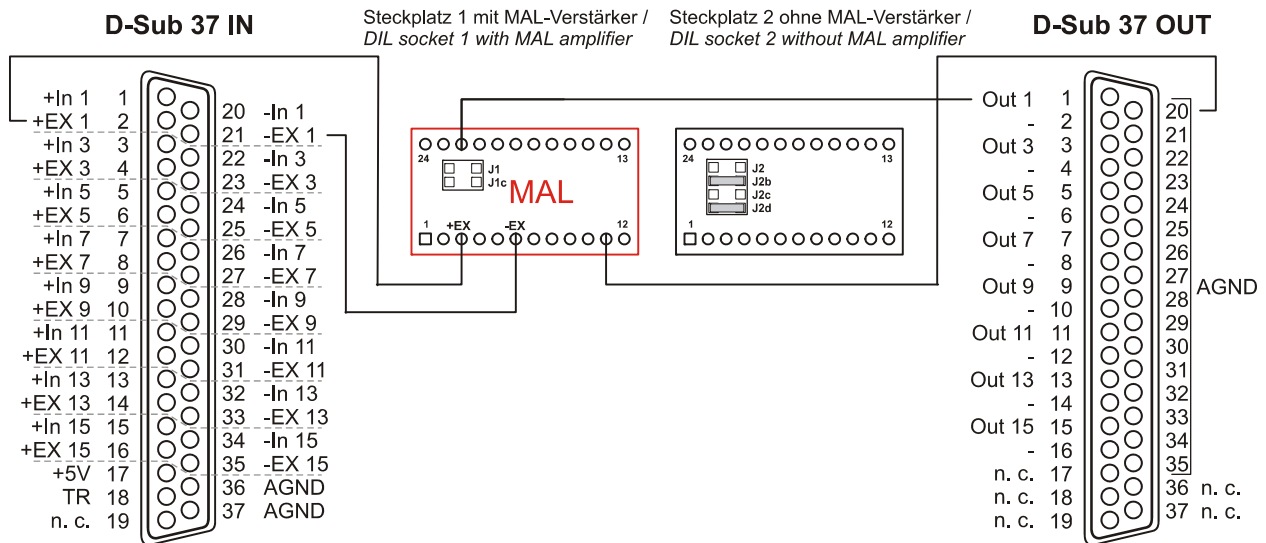 D-Sub 37 IN
Steckplatz 1 mit MAL-Verstärker /
DIL socket 1 with MAL amplifier
Steckplatz 2 ohne MAL-Verstärker /
DIL socket 2 without MAL amplifier
D-Sub 37 OUT
+In 1 1
+EX 1 2
+In 3 3
+EX 3 4
+In 5 5
+EX 5 6
+In 7 7
+EX 7 8
+In 9 9
+EX 9 10
+In 11 11
+EX 11 12
+In 13 13
+EX 13 14
+In 15 15
+EX 15 16
+5V 17
TR 18
n. c. 19
20 -In 1
21 -EX 1
22 -In 3
23 -EX 3
24 -In 5
25 -EX 5
26 -In 7
27 -EX 7
28 -In 9
29 -EX 9
30 -In 11
31 -EX 11
32 -In 13
33 -EX 13
34 -In 15
35 -EX 15
36 AGND
37 AGND
24 13
J1
J1c
MAL
1 +EX -EX 12
24 13
J2
J2b
J2c
J2d
1 12
Out 1 1
- 2
Out 3 3
- 4
Out 5 5
- 6
Out 7 7
- 8
Out 9 9
- 10
Out 11 11
- 12
Out 13 13
- 14
Out 15 15
- 16
n. c. 17
n. c. 18
n. c. 19
20
21
22
23
24
25
26
27
28
29
30
31
32
33
34
35
AGND
36 n. c.
37 n. c.